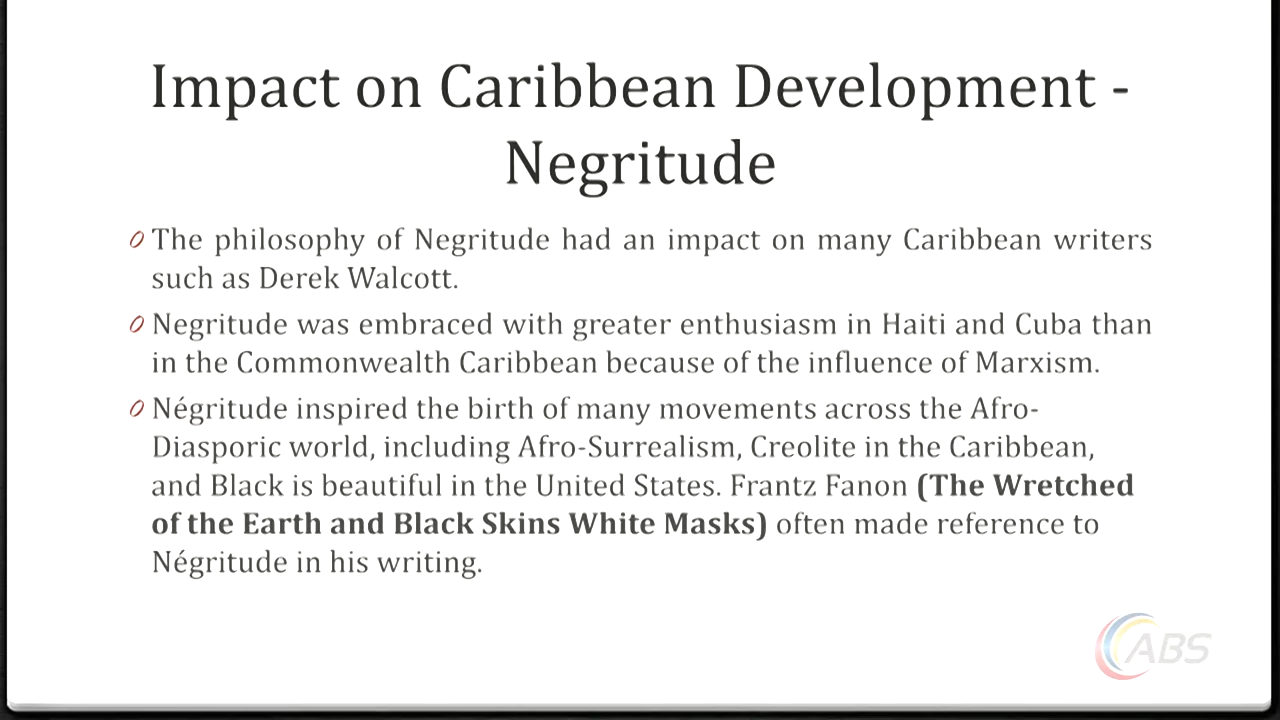 Impact on Caribbean Development -
Negritude
The philosophy of Negritude had an impact on many Caribbean writers
such as Derek Walcott.
Negritude was embraced with greater enthusiasm in Haiti and Cuba than
in the Commonwealth Caribbean because of the influence of Marxism.
Négritude inspired the birth of many movements across the Afro-
Diasporic world, including Afro-Surrealism, Creolite in the Caribbean,
and Black is beautiful in the United States. Frantz Fanon (The Wretched
of the Earth and Black Skins White Masks) often made reference to
Négritude in his writing.
ABS